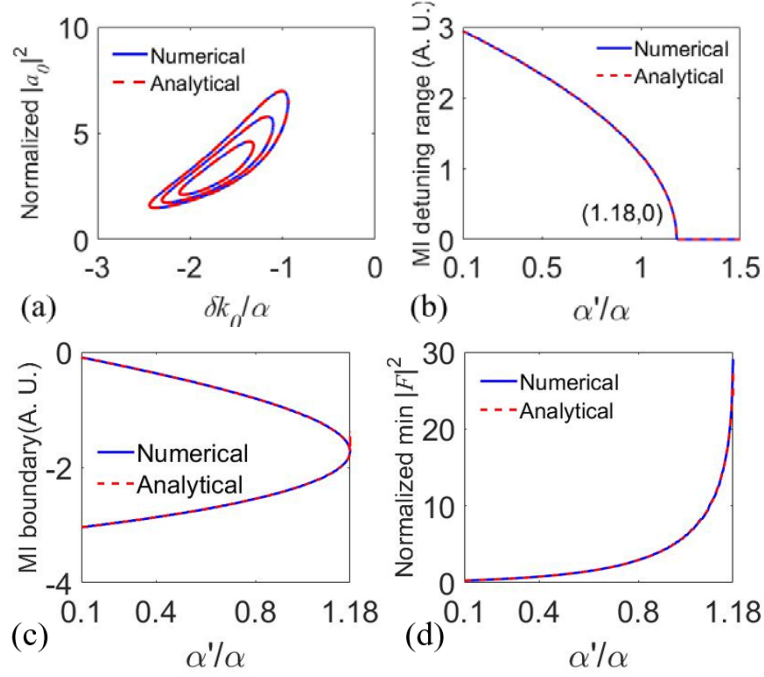 Normalized |a₀|²
10
5
0
Numerical
Analytical
-3
-2
-1
0
(a)
δk₀/α
MI detuning range (A. U.)
3
2
1
0
Numerical
Analytical
(1.18,0)
0.1
0.5
1
1.5
(b)
α'/α
MI boundary(A. U.)
0
-2
-4
Numerical
Analytical
0.1
0.4
0.8
1.18
(c)
α'/α
Normalized min |F|²
30
20
10
0
Numerical
Analytical
0.1
0.4
0.8
1.18
(d)
α'/α